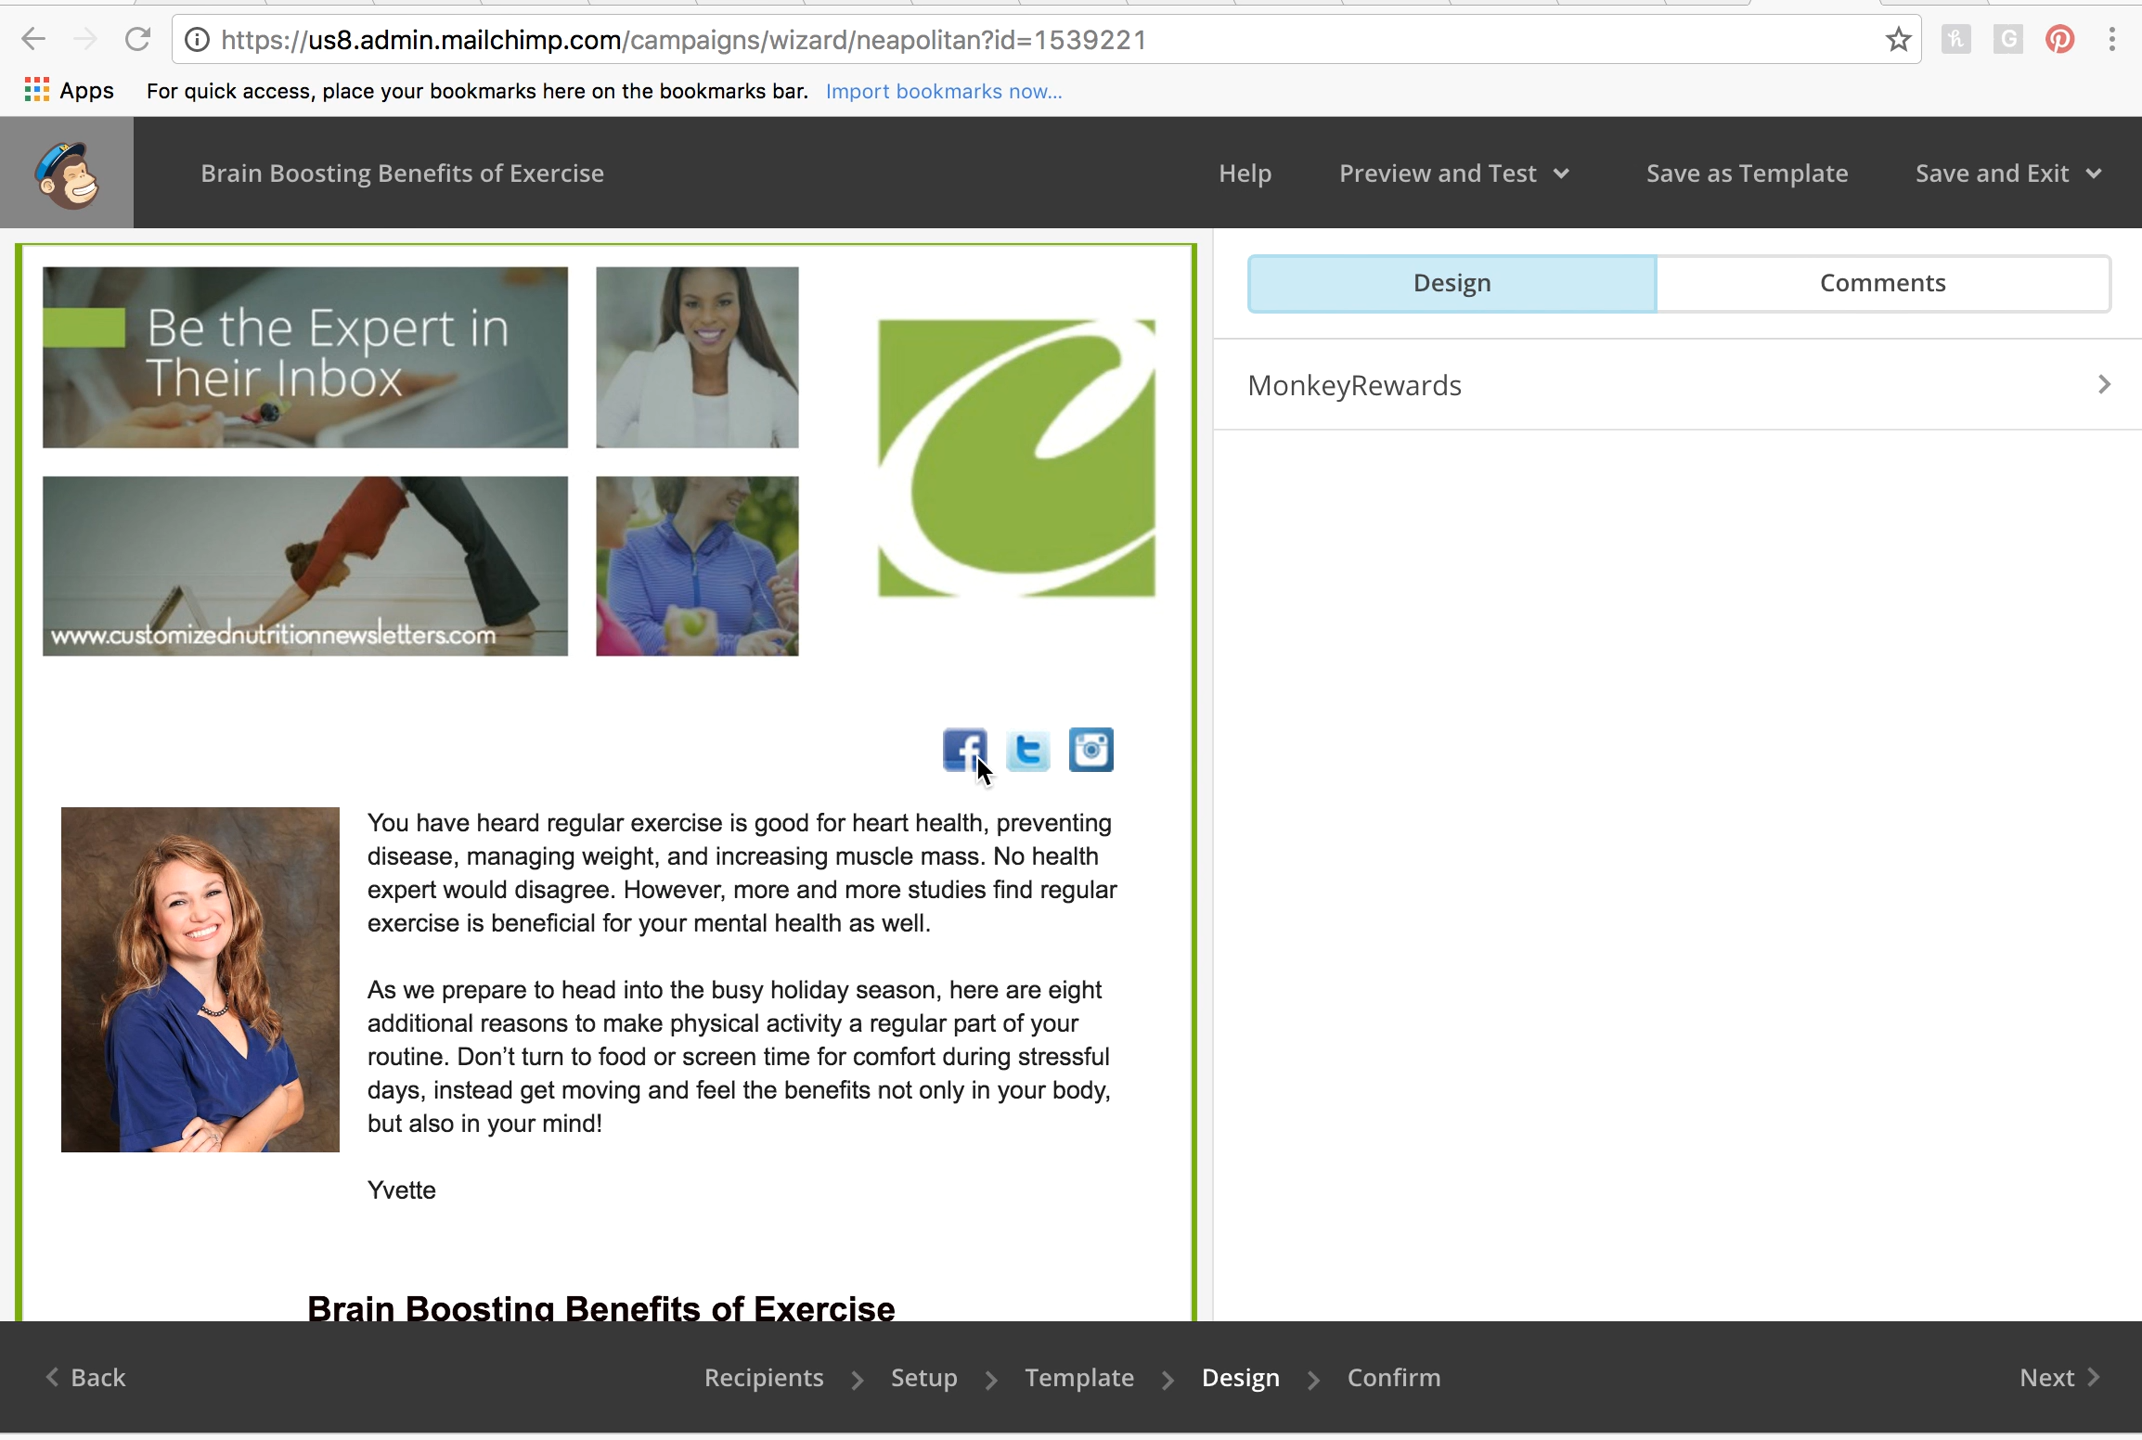 https://us8.admin.mailchimp.com/campaigns/wizard/neapolitan?id=1539221
Apps For quick access, place your bookmarks here on the bookmarks bar. Import bookmarks now...
Brain Boosting Benefits of Exercise Help Preview and Test Save as Template Save and Exit
Be the Expert in
Their Inbox
www.customizednutritionnewsletters.com
You have heard regular exercise is good for heart health, preventing
disease, managing weight, and increasing muscle mass. No health
expert would disagree. However, more and more studies find regular
exercise is beneficial for your mental health as well.
As we prepare to head into the busy holiday season, here are eight
additional reasons to make physical activity a regular part of your
routine. Don’t turn to food or screen time for comfort during stressful
days, instead get moving and feel the benefits not only in your body,
but also in your mind!
Yvette
Brain Boosting Benefits of Exercise
Design Comments
MonkeyRewards
Back Recipients Setup Template Design Confirm Next